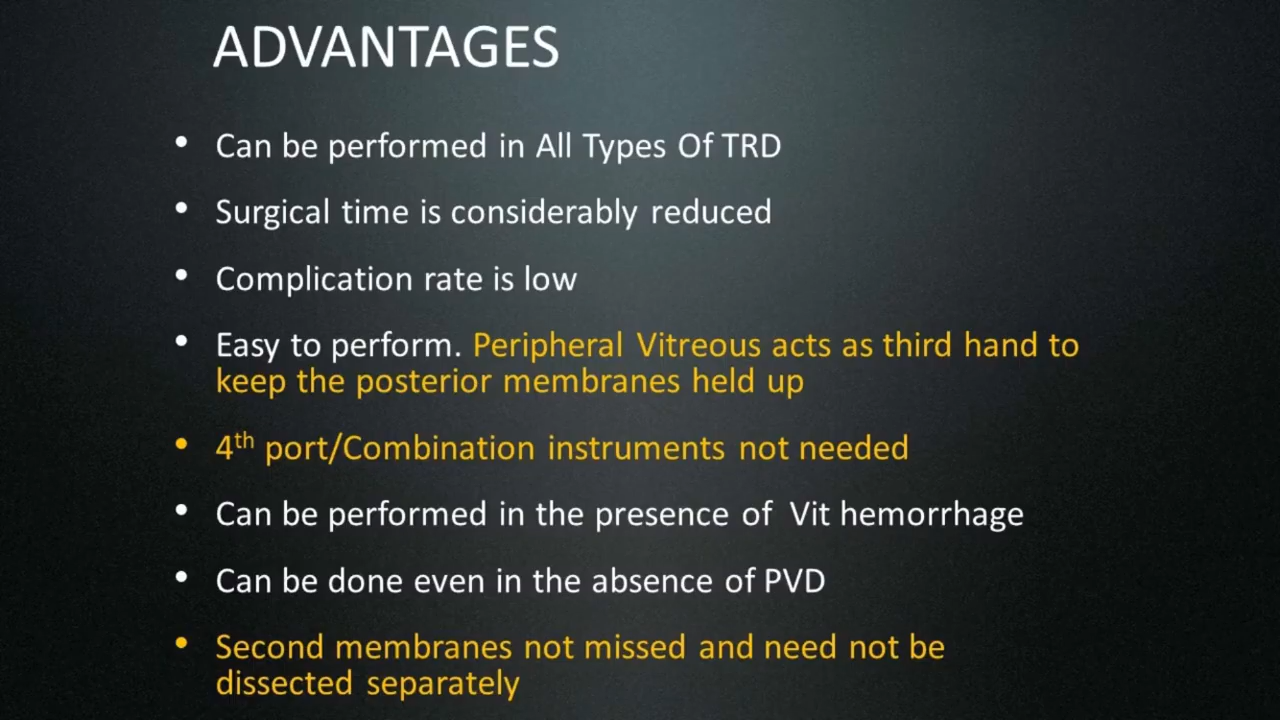 ADVANTAGES
• Can be performed in All Types Of TRD
• Surgical time is considerably reduced
• Complication rate is low
• Easy to perform. Peripheral Vitreous acts as third hand to
keep the posterior membranes held up
• 4th port/Combination instruments not needed
• Can be performed in the presence of Vit hemorrhage
• Can be done even in the absence of PVD
• Second membranes not missed and need not be
dissected separately